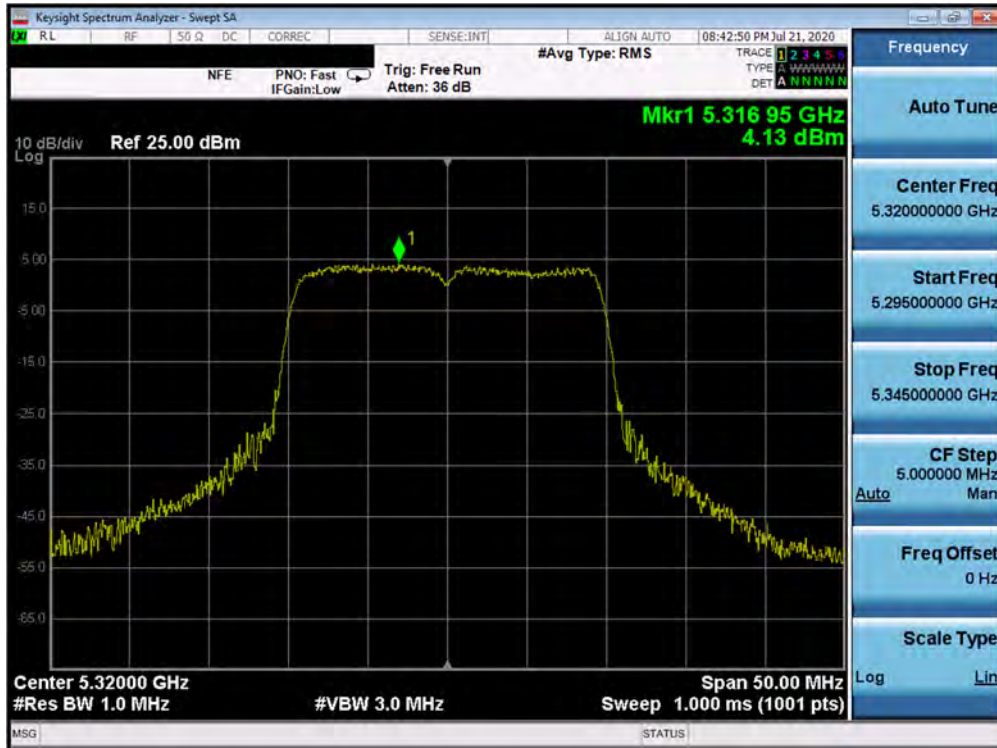 Keysight Spectrum Analyzer - Swept SA
LXI RL RF 50 Ω DC CORREC SENSE:INT ALIGN AUTO 08:42:50 PM Jul 21, 2020
#Avg Type: RMS TRACE 1 2 3 4 5 6
NFE PNO: Fast Trig: Free Run TYPE A WWWWW
IFGain:Low Atten: 36 dB DET A N N N N N
Mkr1 5.316 95 GHz
4.13 dBm
10 dB/div Ref 25.00 dBm
Log
15.0
5.00
-5.00
-15.0
-25.0
-35.0
-45.0
-55.0
-65.0
1
Center 5.32000 GHz Span 50.00 MHz
#Res BW 1.0 MHz #VBW 3.0 MHz Sweep 1.000 ms (1001 pts)
MSG STATUS
Frequency
Auto Tune
Center Freq
5.320000000 GHz
Start Freq
5.295000000 GHz
Stop Freq
5.345000000 GHz
CF Step
5.000000 MHz
Auto Man
Freq Offset
0 Hz
Scale Type
Log Lin